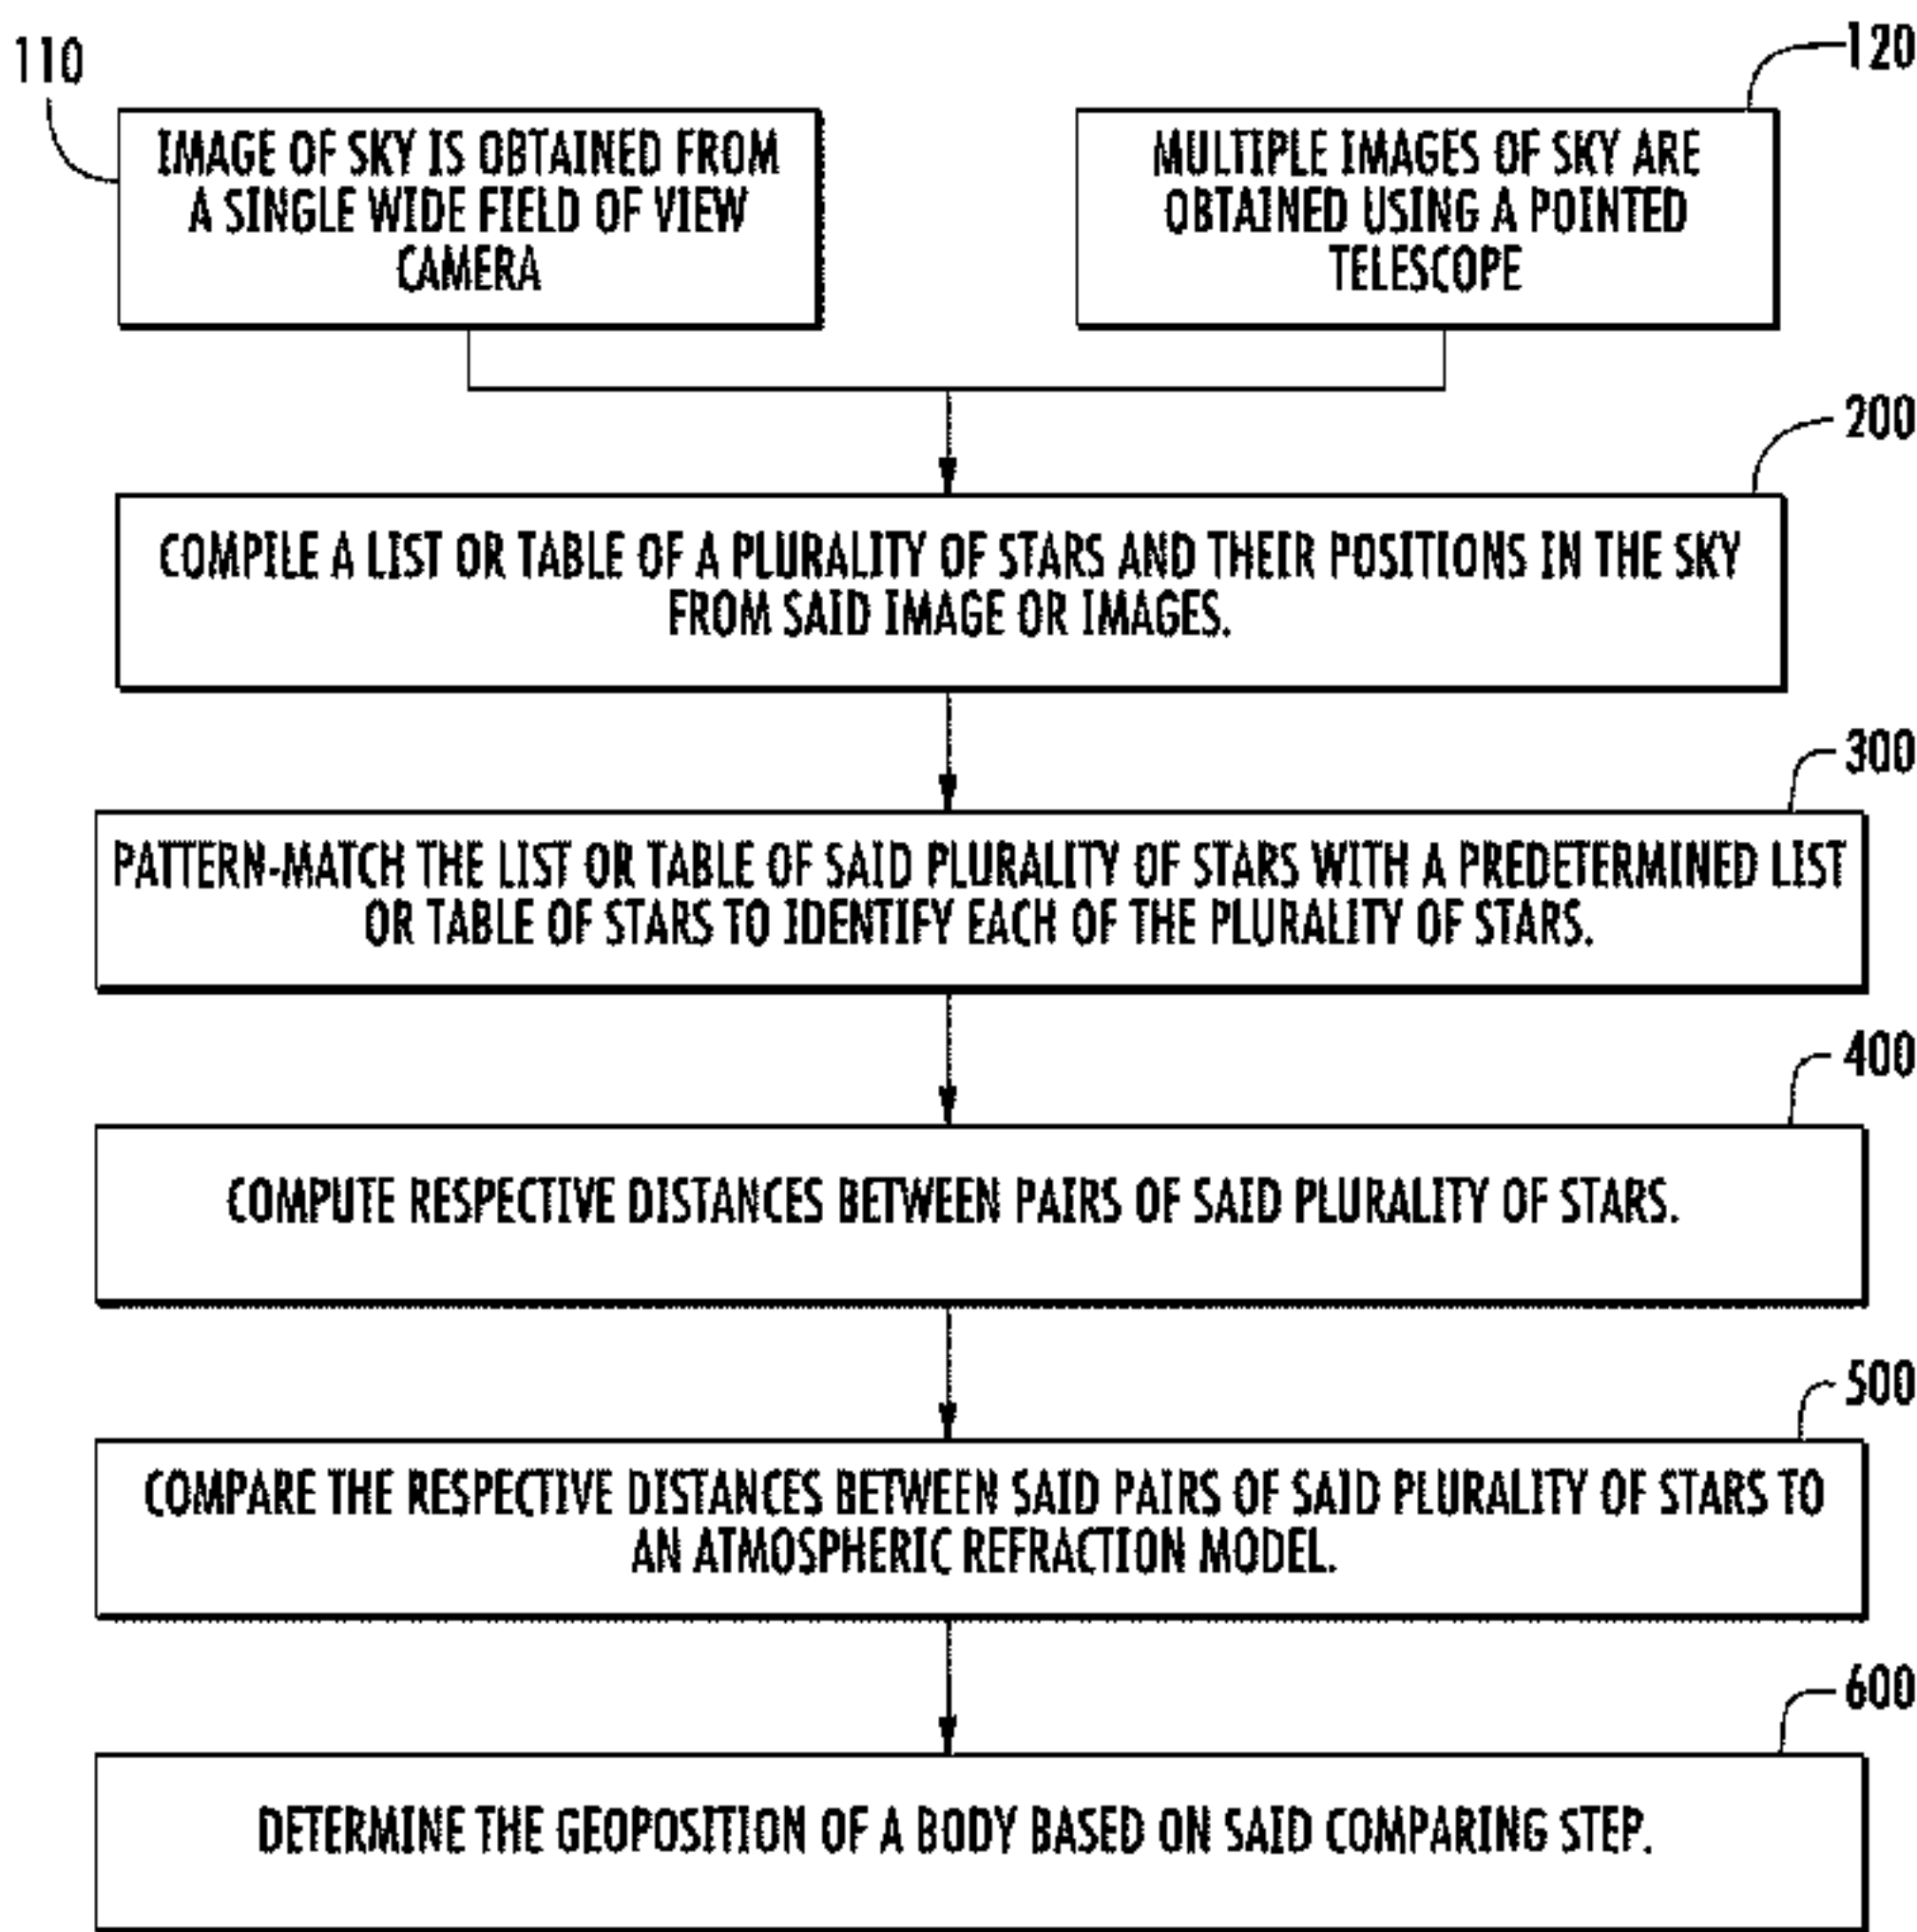 110
120
IMAGE OF SKY IS OBTAINED FROM
A SINGLE WIDE FIELD OF VIEW
CAMERA
MULTIPLE IMAGES OF SKY ARE
OBTAINED USING A POINTED
TELESCOPE
200
COMPILE A LIST OR TABLE OF A PLURALITY OF STARS AND THEIR POSITIONS IN THE SKY
FROM SAID IMAGE OR IMAGES.
300
PATTERN-MATCH THE LIST OR TABLE OF SAID PLURALITY OF STARS WITH A PREDETERMINED LIST
OR TABLE OF STARS TO IDENTIFY EACH OF THE PLURALITY OF STARS.
400
COMPUTE RESPECTIVE DISTANCES BETWEEN PAIRS OF SAID PLURALITY OF STARS.
500
COMPARE THE RESPECTIVE DISTANCES BETWEEN SAID PAIRS OF SAID PLURALITY OF STARS TO
AN ATMOSPHERIC REFRACTION MODEL.
600
DETERMINE THE GEOPOSITION OF A BODY BASED ON SAID COMPARING STEP.